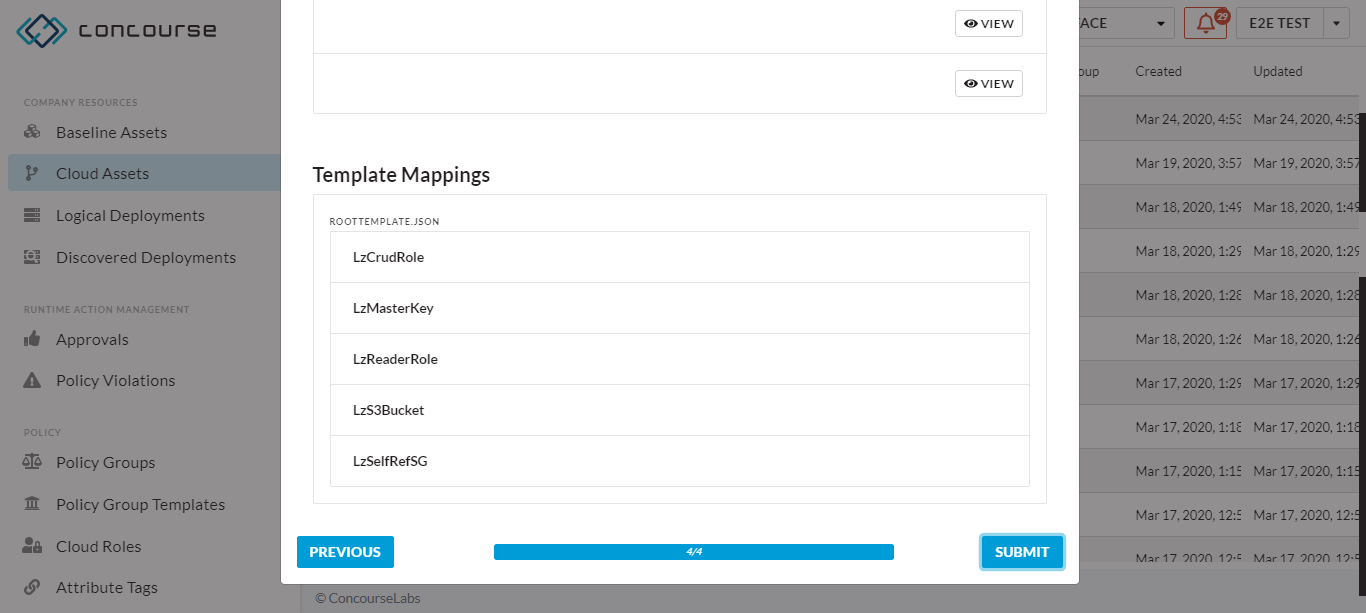 concourse
COMPANY RESOURCES
Baseline Assets
Cloud Assets
Logical Deployments
Discovered Deployments
RUNTIME ACTION MANAGEMENT
Approvals
Policy Violations
POLICY
Policy Groups
Policy Group Templates
Cloud Roles
Attribute Tags
VIEW
VIEW
Template Mappings
ROOTTEMPLATE.JSON
LzCrudRole
LzMasterKey
LzReaderRole
LzS3Bucket
LzSelfRefSG
PREVIOUS
4/4
SUBMIT
29
E2E TEST
Created Updated
Mar 24, 2020, 4:53 Mar 24, 2020, 4:53
Mar 19, 2020, 3:57 Mar 19, 2020, 3:57
Mar 18, 2020, 1:49 Mar 18, 2020, 1:49
Mar 18, 2020, 1:29 Mar 18, 2020, 1:29
Mar 18, 2020, 1:28 Mar 18, 2020, 1:28
Mar 18, 2020, 1:26 Mar 18, 2020, 1:26
Mar 17, 2020, 1:29 Mar 17, 2020, 1:29
Mar 17, 2020, 1:18 Mar 17, 2020, 1:18
Mar 17, 2020, 1:15 Mar 17, 2020, 1:15
Mar 17, 2020, 12:5 Mar 17, 2020, 12:5
Mar 17, 2020, 12:5 Mar 17, 2020, 12:5
© ConcourseLabs